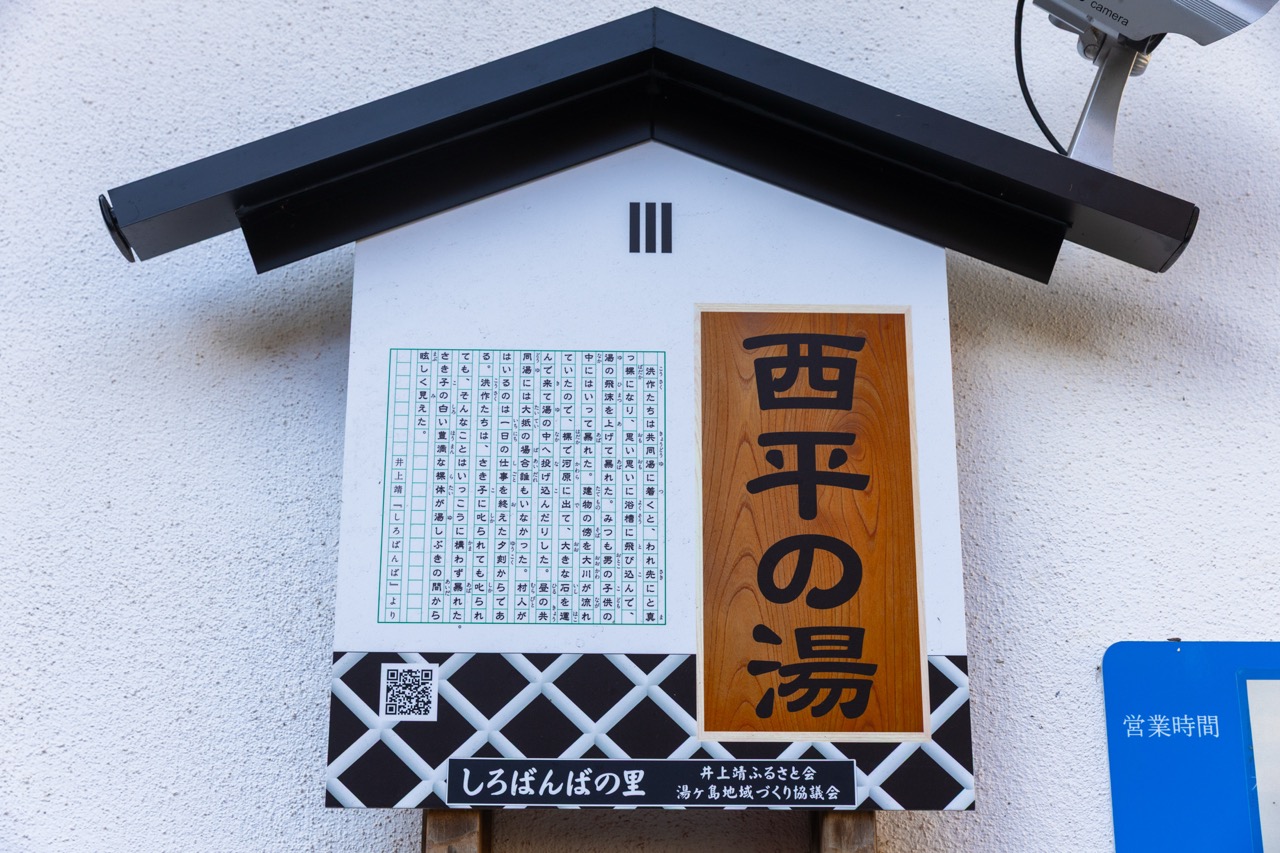 camera
西平の湯
洪作たちは共同湯に着くと、われ先にと真
っ裸になり、思い思いに浴槽に飛び込んで、
湯の飛沫を上げて暴れた。みつも男の子供の
中にはいって暴れた。建物の傍を大川が流れ
ていたので、裸で河原に出て、大きな石を運
んで来て湯の中へ投げ込んだりした。昼の共
同湯には大抵の場合誰もいなかった。村人が
はいるのは一日の仕事を終えた夕刻からであ
る。洪作たちは、さき子に叱られても叱られ
ても、そんなことはいっこうに構わず暴れた。
さき子の白い豊満な裸体が湯しぶきの間から
眩しく見えた。
井上靖『しろばんば』より
しろばんばの里
井上靖ふるさと会
湯ヶ島地域づくり協議会
営業時間